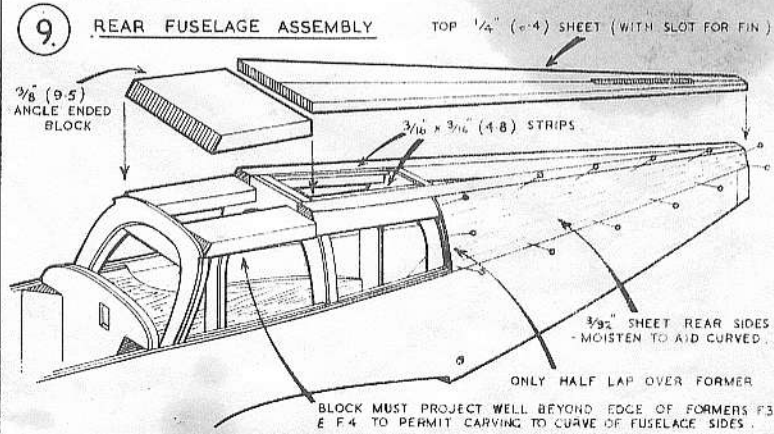 9. REAR FUSELAGE ASSEMBLY
TOP 1/4" (6·4) SHEET (WITH SLOT FOR FIN)
3/8" (9·5)
ANGLE ENDED
BLOCK
3/16" x 3/16" (4·8) STRIPS
3/32" SHEET REAR SIDES
- MOISTEN TO AID CURVED.
ONLY HALF LAP OVER FORMER
BLOCK MUST PROJECT WELL BEYOND EDGE OF FORMERS F3
& F4 TO PERMIT CARVING TO CURVE OF FUSELAGE SIDES.